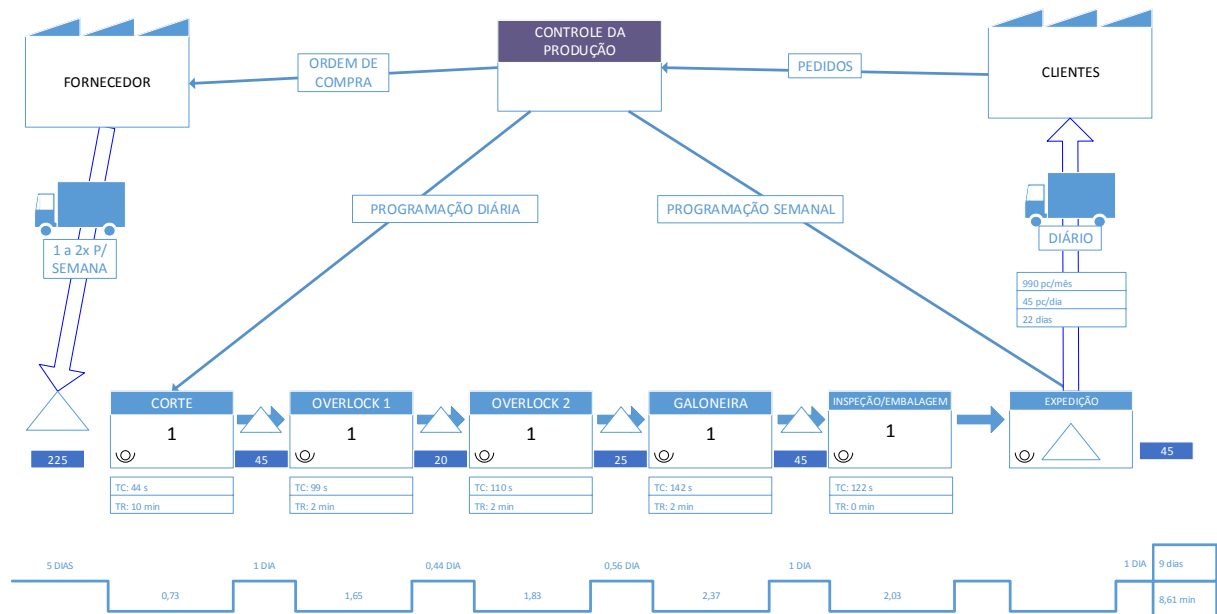 CONTROLE DA
PRODUÇÃO
FORNECEDOR
ORDEM DE
COMPRA
PEDIDOS
CLIENTES
PROGRAMAÇÃO DIÁRIA
PROGRAMAÇÃO SEMANAL
1 a 2x P/
SEMANA
DIÁRIO
990 pc/mês
45 pc/dia
22 dias
CORTE
OVERLOCK 1
OVERLOCK 2
GALONEIRA
INSPEÇÃO/EMBALAGEM
EXPEDIÇÃO
1
1
1
1
1
225
45
20
25
45
45
TC: 44 s
TR: 10 min
TC: 99 s
TR: 2 min
TC: 110 s
TR: 2 min
TC: 142 s
TR: 2 min
TC: 122 s
TR: 0 min
5 DIAS
1 DIA
0,44 DIA
0,56 DIA
1 DIA
1 DIA
9 dias
0,73
1,65
1,83
2,37
2,03
8,61 min